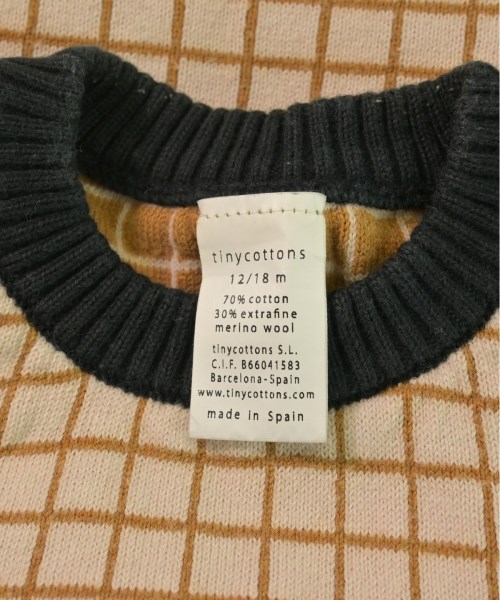 tinycottons
12/18 m
70% cotton
30% extrafine
merino wool
tinycottons S.L.
C.I.F. B66041583
Barcelona-Spain
www.tinycottons.com
made in Spain